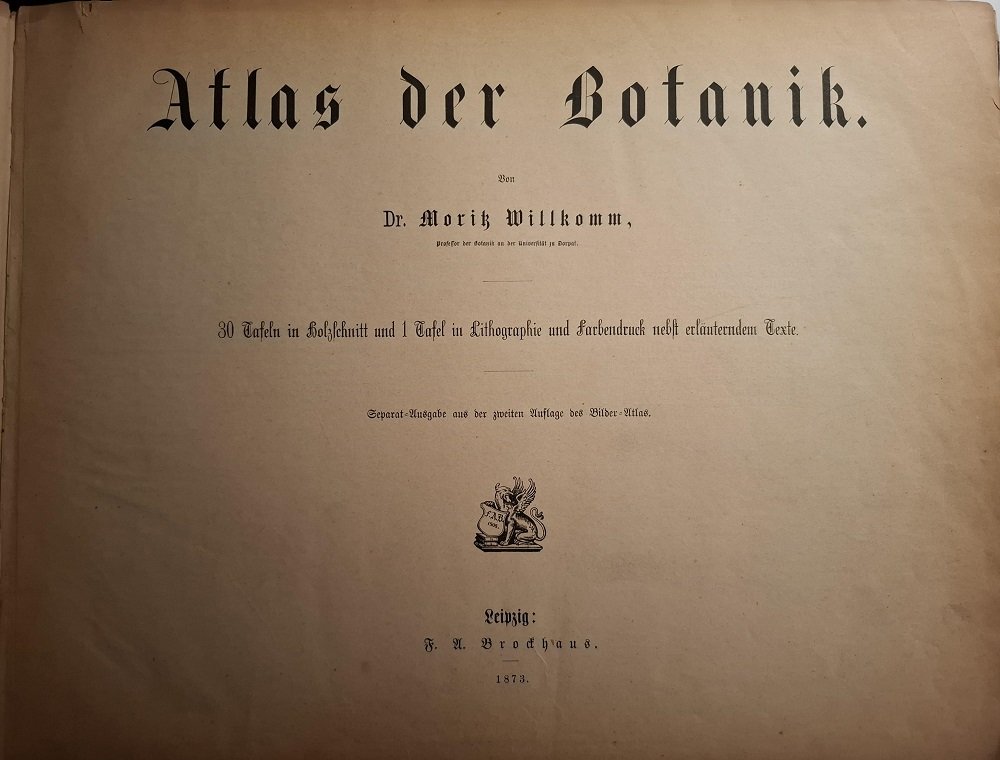 Atlas der Botanik.
Von
Dr. Moritz Willkomm,
Professor der Botanik an der Universität zu Dorpat.
30 Tafeln in Holzschnitt und 1 Tafel in Lithographie und Farbendruck nebst erläuterndem Texte.
Separat-Ausgabe aus der zweiten Auflage des Bilder-Atlas.
F.A.B.
Leipzig:
F. A. Brockhaus.
1873.